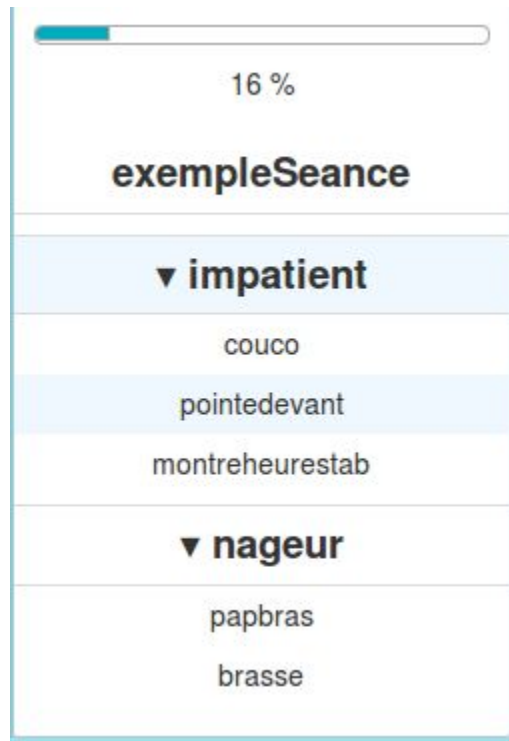 16 %
exempleSeance
▾ impatient
couco
pointedevant
montreheurestab
▾ nageur
papbras
brasse